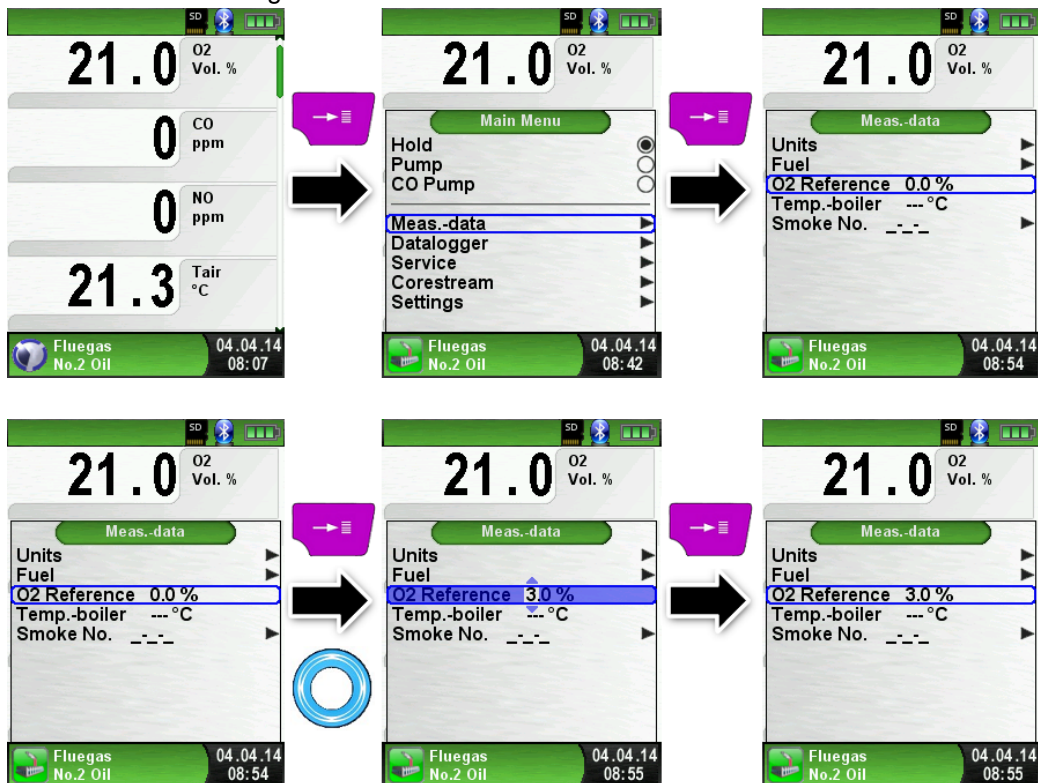 SD
21.0 O2 Vol. %
0 CO ppm
0 NO ppm
21.3 Tair °C
Fluegas 04.04.14
No.2 Oil 08:07
SD
21.0 O2 Vol. %
Main Menu
Hold
Pump
CO Pump
Meas.-data
Datalogger
Service
Corestream
Settings
Fluegas 04.04.14
No.2 Oil 08:42
SD
21.0 O2 Vol. %
Meas.-data
Units
Fuel
O2 Reference 0.0 %
Temp.-boiler --- °C
Smoke No. _-_-_
Fluegas 04.04.14
No.2 Oil 08:54
SD
21.0 O2 Vol. %
Meas.-data
Units
Fuel
O2 Reference 0.0 %
Temp.-boiler --- °C
Smoke No. _-_-_
Fluegas 04.04.14
No.2 Oil 08:54
SD
21.0 O2 Vol. %
Meas.-data
Units
Fuel
O2 Reference 3.0 %
Temp.-boiler --- °C
Smoke No. _-_-_
Fluegas 04.04.14
No.2 Oil 08:55
SD
21.0 O2 Vol. %
Meas.-data
Units
Fuel
O2 Reference 3.0 %
Temp.-boiler --- °C
Smoke No. _-_-_
Fluegas 04.04.14
No.2 Oil 08:55